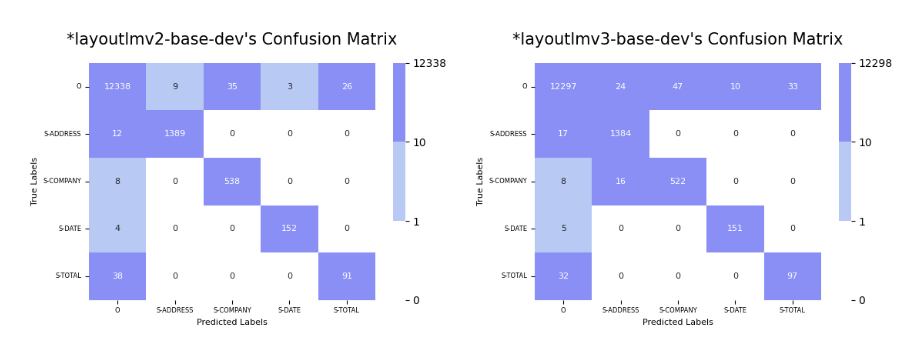 *layoutlmv2-base-dev's Confusion Matrix
O 12338 9 35 3 26
S-ADDRESS 12 1389 0 0 0
S-COMPANY 8 0 538 0 0
S-DATE 4 0 0 152 0
S-TOTAL 38 0 0 0 91
O S-ADDRESS S-COMPANY S-DATE S-TOTAL
Predicted Labels
True Labels
12338
10
1
0
*layoutlmv3-base-dev's Confusion Matrix
O 12297 24 47 10 33
S-ADDRESS 17 1384 0 0 0
S-COMPANY 8 16 522 0 0
S-DATE 5 0 0 151 0
S-TOTAL 32 0 0 0 97
O S-ADDRESS S-COMPANY S-DATE S-TOTAL
Predicted Labels
True Labels
12298
10
1
0